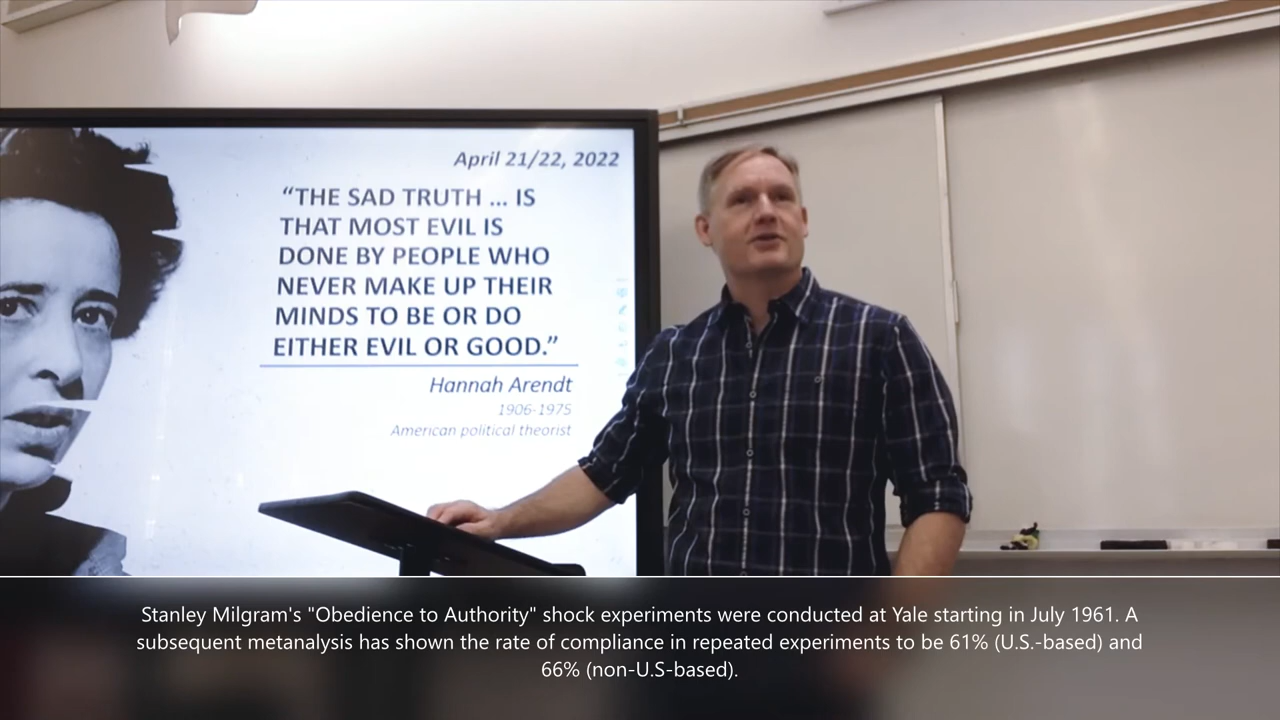 April 21/22, 2022
“THE SAD TRUTH ... IS
THAT MOST EVIL IS
DONE BY PEOPLE WHO
NEVER MAKE UP THEIR
MINDS TO BE OR DO
EITHER EVIL OR GOOD.”
Hannah Arendt
1906-1975
American political theorist
Stanley Milgram's "Obedience to Authority" shock experiments were conducted at Yale starting in July 1961. A
subsequent metanalysis has shown the rate of compliance in repeated experiments to be 61% (U.S.-based) and
66% (non-U.S-based).